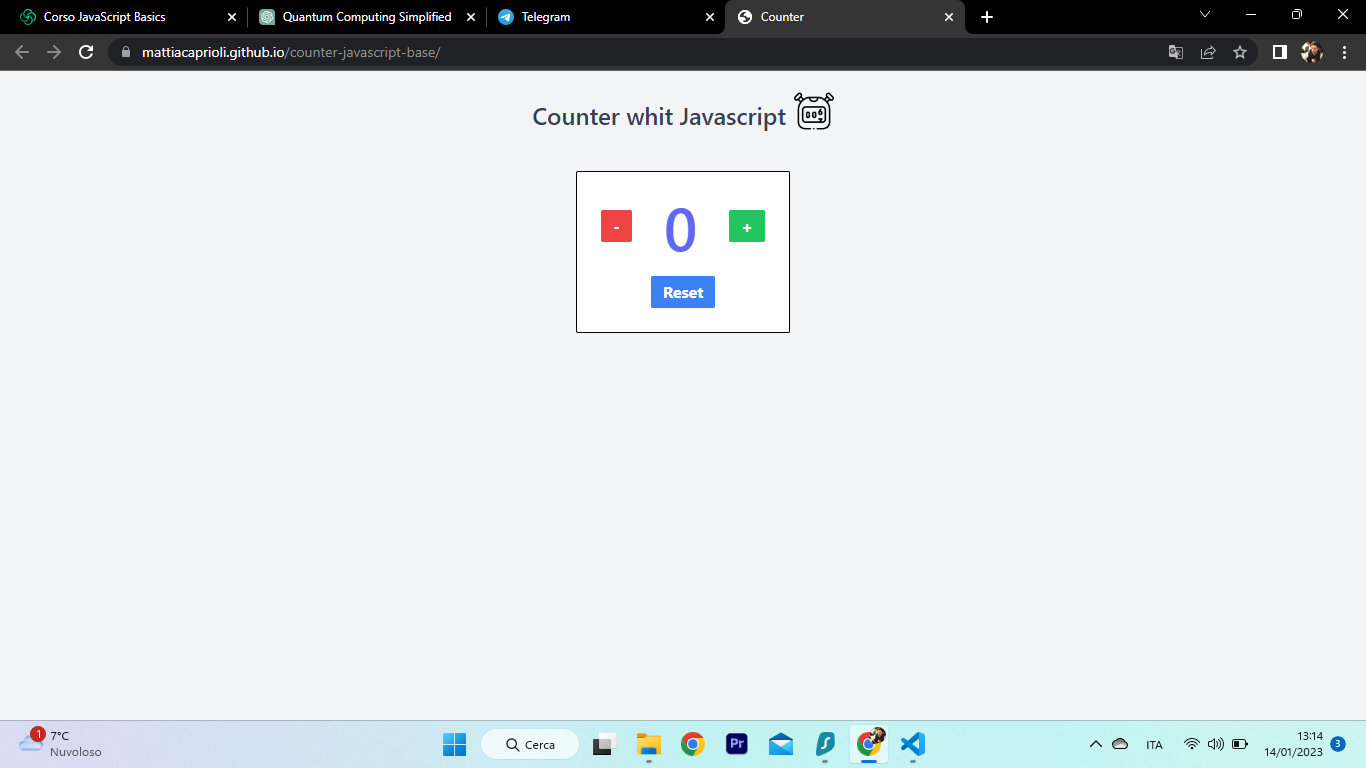 Corso JavaScript Basics
Quantum Computing Simplified
Telegram
Counter
mattiacaprioli.github.io/counter-javascript-base/
Counter whit Javascript
-
0
+
Reset
1
7°C
Nuvoloso
Cerca
Pr
ITA
13:14
14/01/2023
3